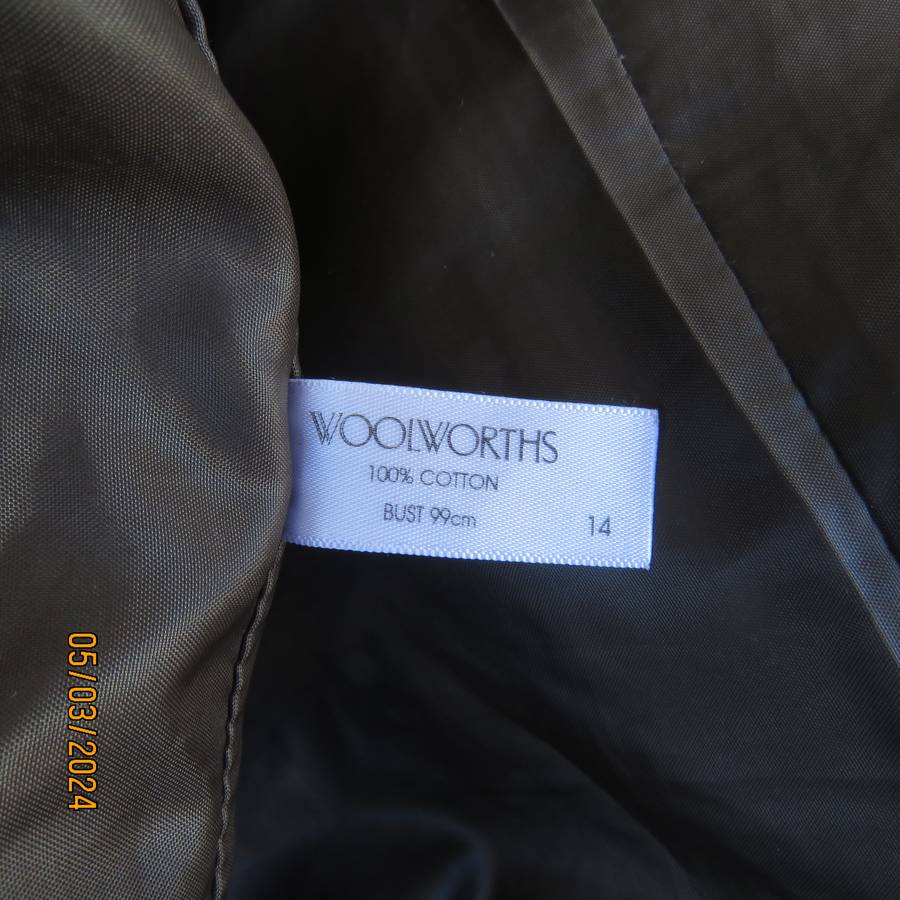 WOOLWORTHS
100% COTTON
BUST 99cm
14
05/03/2024